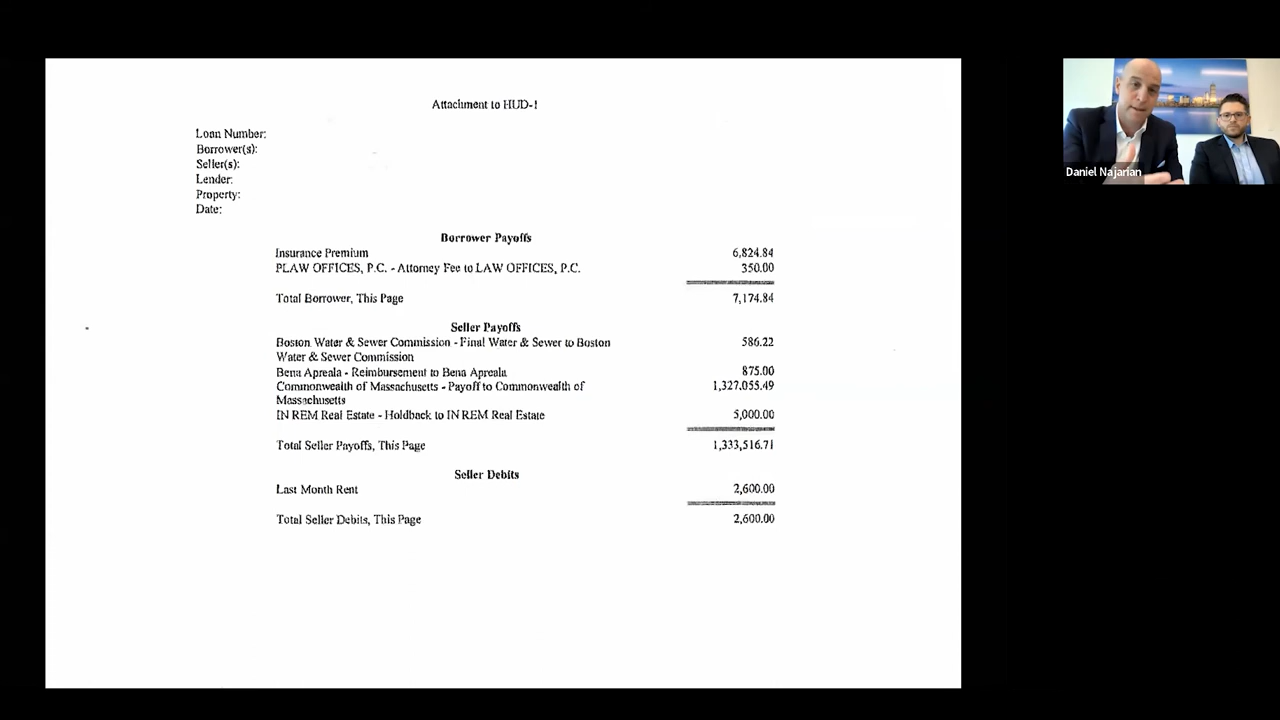 Attachment to HUD-1
Loan Number:
Borrower(s):
Seller(s):
Lender:
Property:
Date:
Borrower Payoffs
Insurance Premium 6,824.84
PLAW OFFICES, P.C. - Attorney Fee to LAW OFFICES, P.C. 350.00
Total Borrower, This Page 7,174.84
Seller Payoffs
Boston Water & Sewer Commission - Final Water & Sewer to Boston 586.22
Water & Sewer Commission
Bena Apreala - Reimbursement to Bena Apreala 875.00
Commonwealth of Massachusetts - Payoff to Commonwealth of 1,327,055.49
Massachusetts
IN REM Real Estate - Holdback to IN REM Real Estate 5,000.00
Total Seller Payoffs, This Page 1,333,516.71
Seller Debits
Last Month Rent 2,600.00
Total Seller Debits, This Page 2,600.00
Daniel Najarian